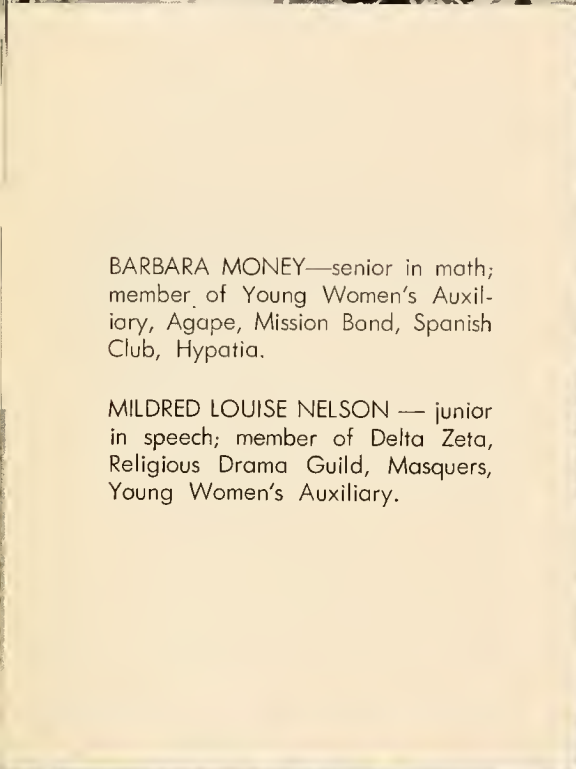 BARBARA MONEY—senior in math;
member of Young Women's Auxil-
iary, Agape, Mission Band, Spanish
Club, Hypatia.
MILDRED LOUISE NELSON — junior
in speech; member of Delta Zeta,
Religious Drama Guild, Masquers,
Young Women's Auxiliary.